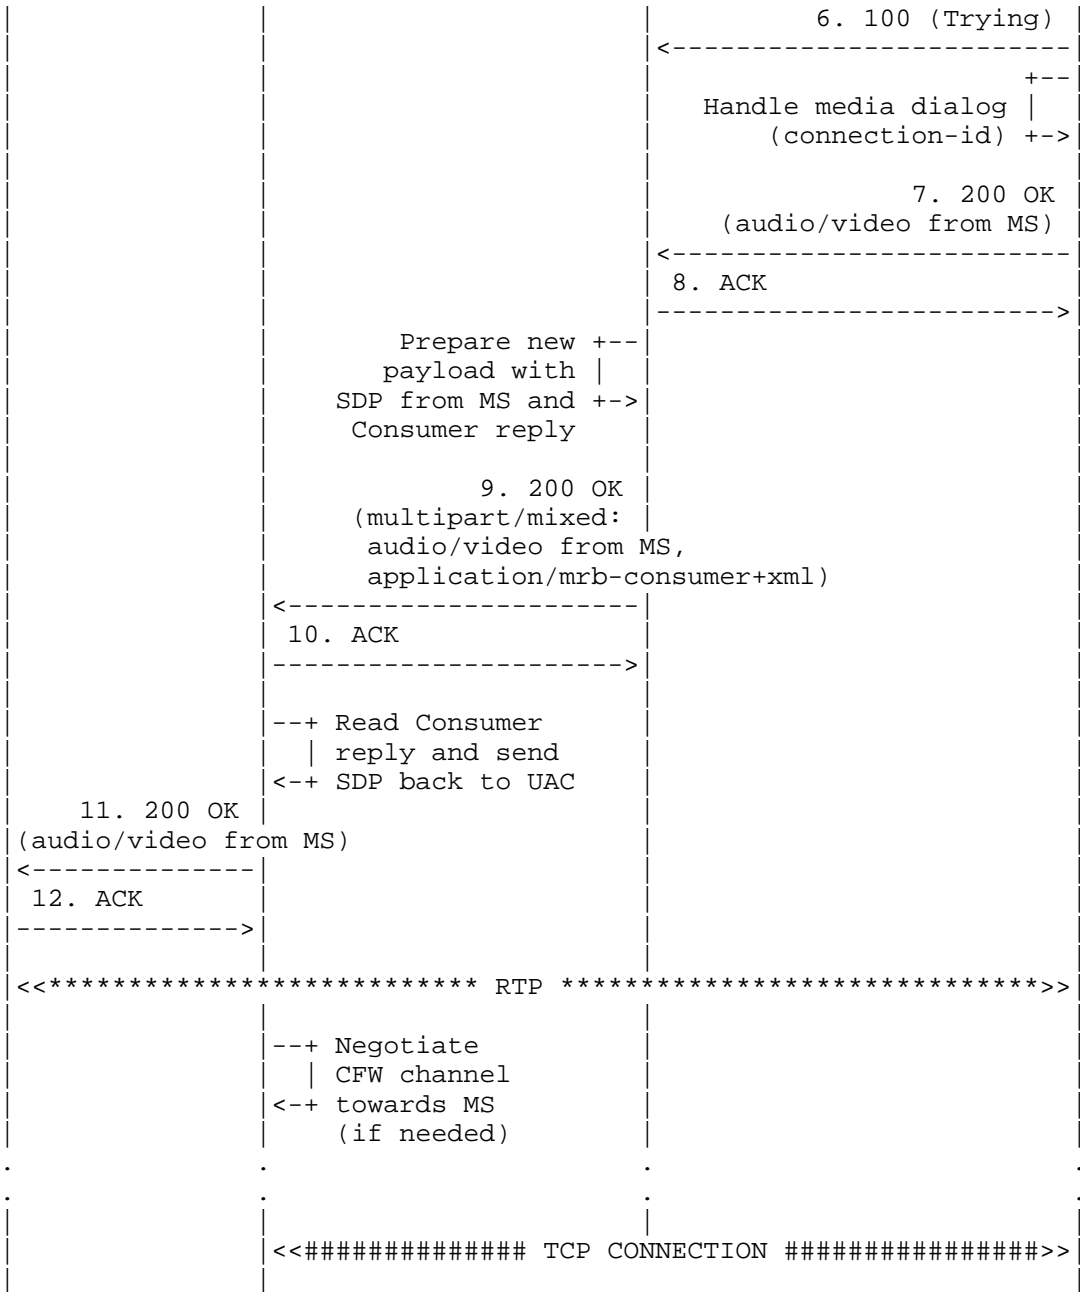 6. 100 (Trying)
<--------------------------
+--
Handle media dialog |
(connection-id) +->
7. 200 OK
(audio/video from MS)
<--------------------------
8. ACK
------------------------->
Prepare new +--
payload with |
SDP from MS and +->
Consumer reply
9. 200 OK
(multipart/mixed:
audio/video from MS,
application/mrb-consumer+xml)
<----------------------
10. ACK
---------------------->
--+ Read Consumer
| reply and send
<-+ SDP back to UAC
11. 200 OK
(audio/video from MS)
<--------------
12. ACK
-------------->
<<*************************** RTP ******************************>>
--+ Negotiate
| CFW channel
<-+ towards MS
(if needed)
. . . .
. . . .
<<############## TCP CONNECTION ################>>